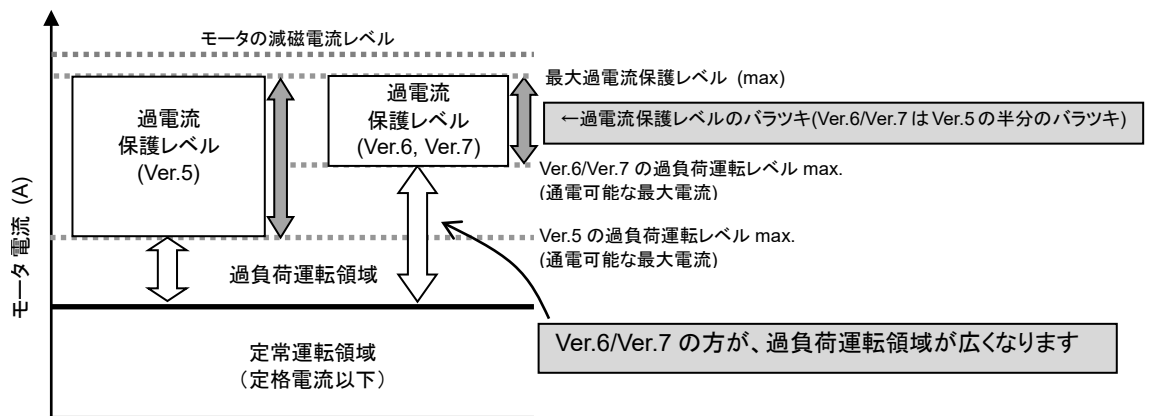 モータの減磁電流レベル
過電流
保護レベル
(Ver.5)
過電流
保護レベル
(Ver.6, Ver.7)
最大過電流保護レベル (max)
←過電流保護レベルのバラツキ(Ver.6/Ver.7 は Ver.5 の半分のバラツキ)
Ver.6/Ver.7 の過負荷運転レベル max.
(通電可能な最大電流)
Ver.5 の過負荷運転レベル max.
(通電可能な最大電流)
過負荷運転領域
Ver.6/Ver.7 の方が、過負荷運転領域が広くなります
定常運転領域
（定格電流以下）
モータ電流 (A)